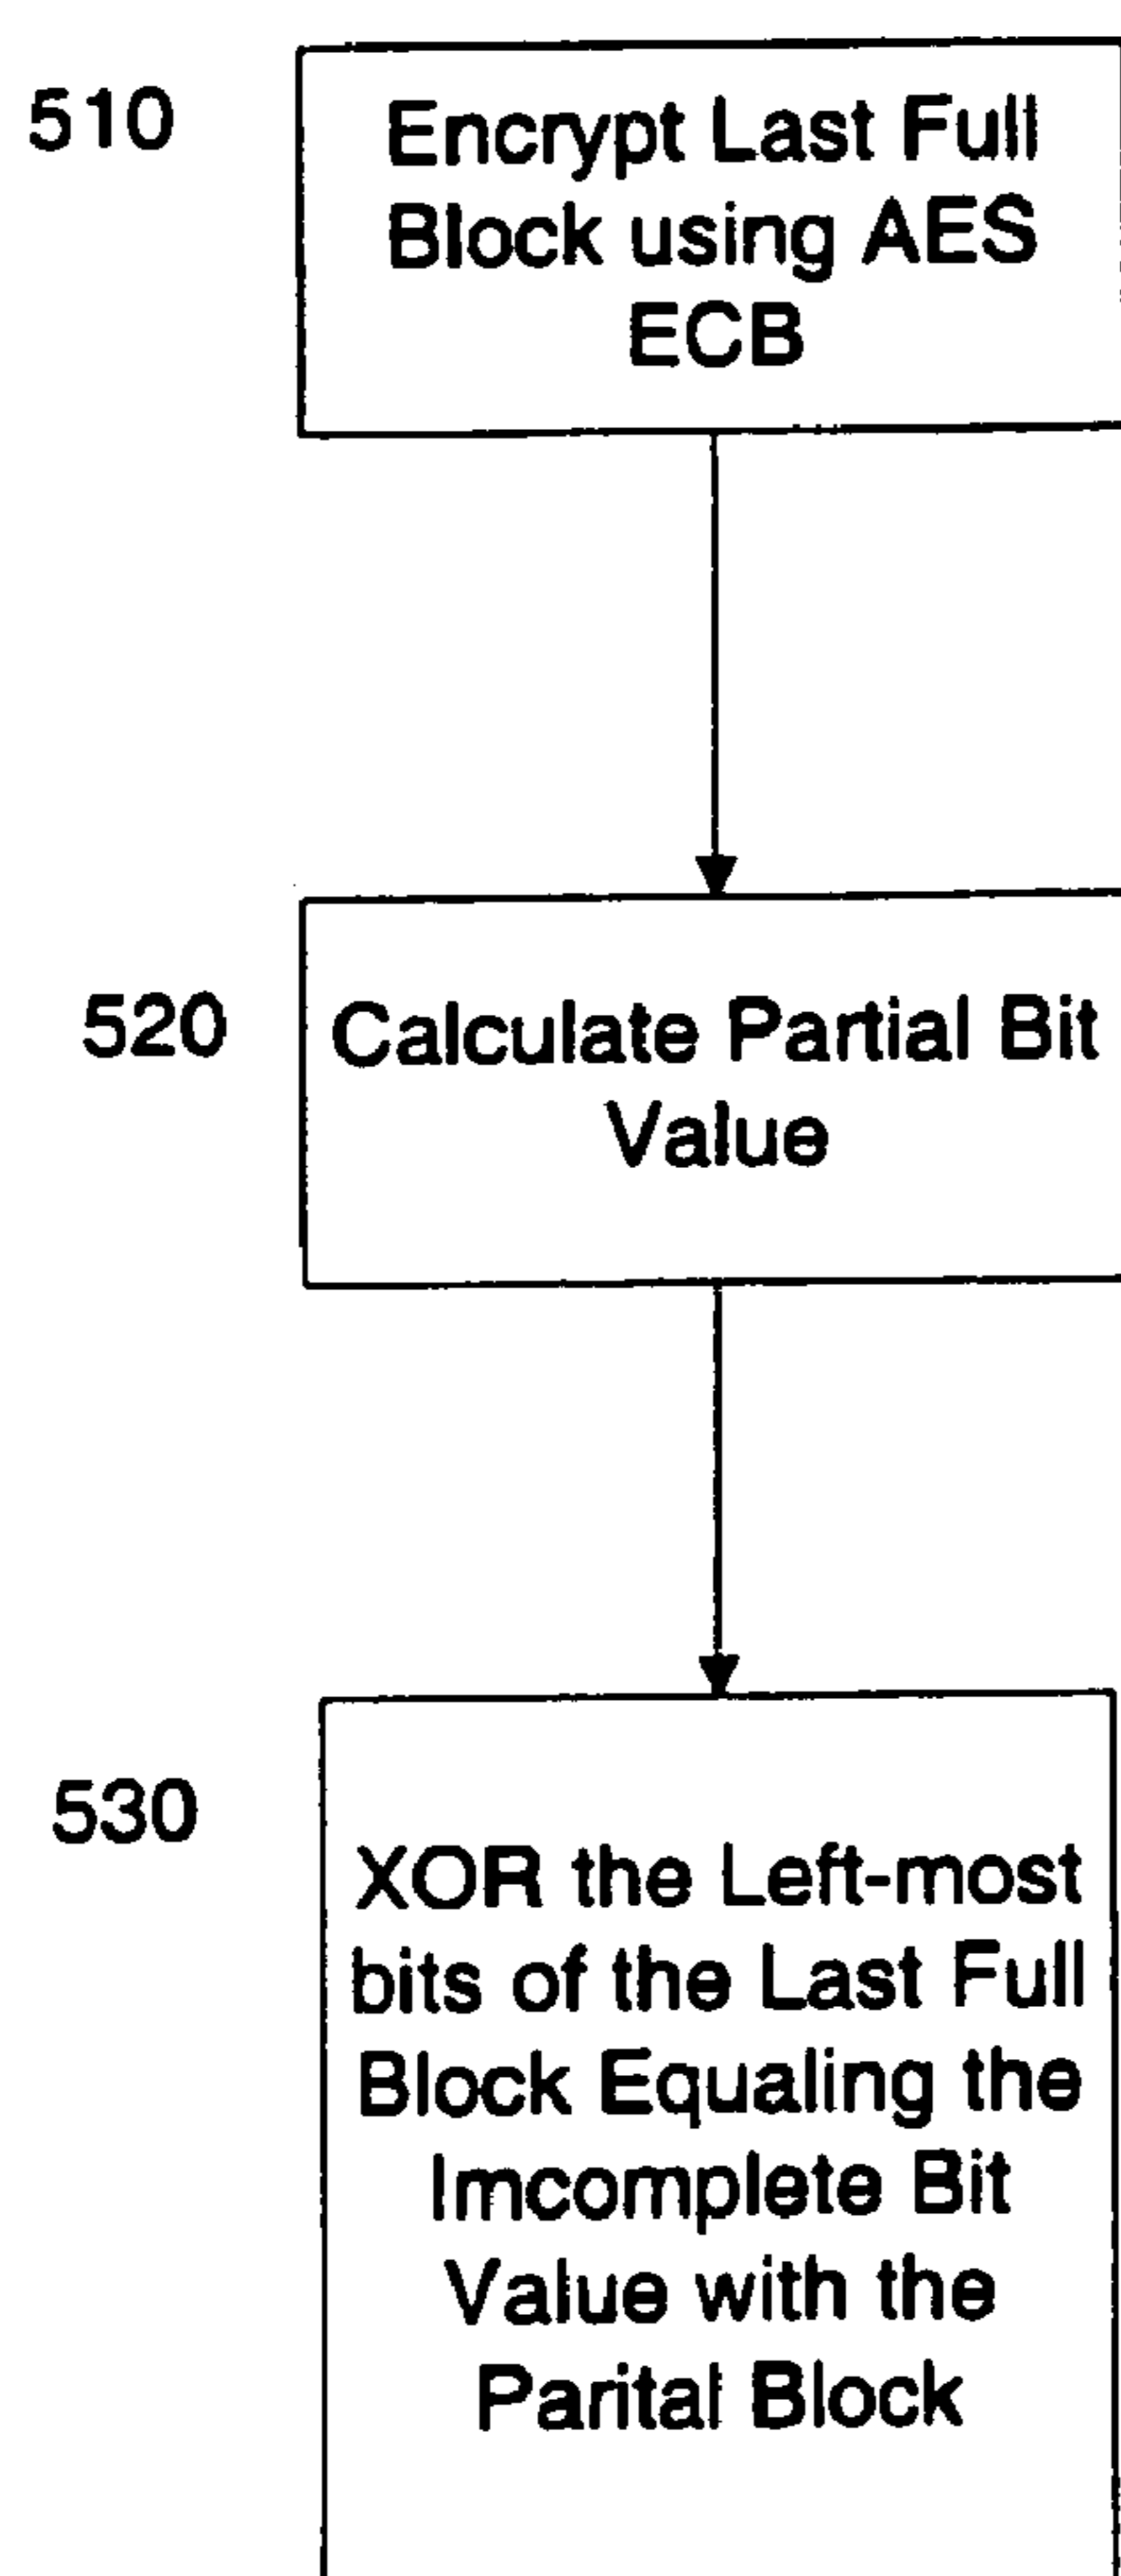 510
Encrypt Last Full
Block using AES
ECB
520
Calculate Partial Bit
Value
530
XOR the Left-most
bits of the Last Full
Block Equaling the
Imcomplete Bit
Value with the
Parital Block